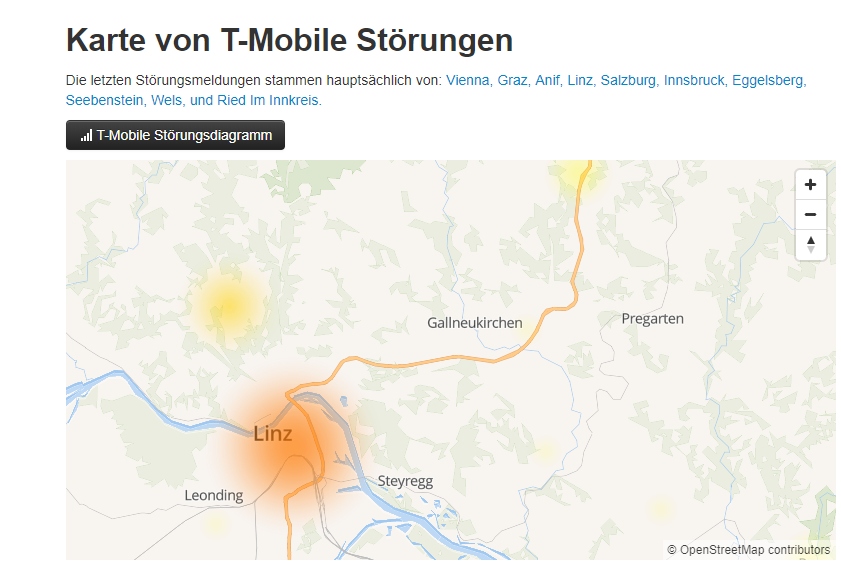 Karte von T-Mobile Störungen
Die letzten Störungsmeldungen stammen hauptsächlich von: Vienna, Graz, Anif, Linz, Salzburg, Innsbruck, Eggelsberg,
Seebenstein, Wels, und Ried Im Innkreis.
T-Mobile Störungsdiagramm
Gallneukirchen
Pregarten
Linz
Steyregg
Leonding
© OpenStreetMap contributors